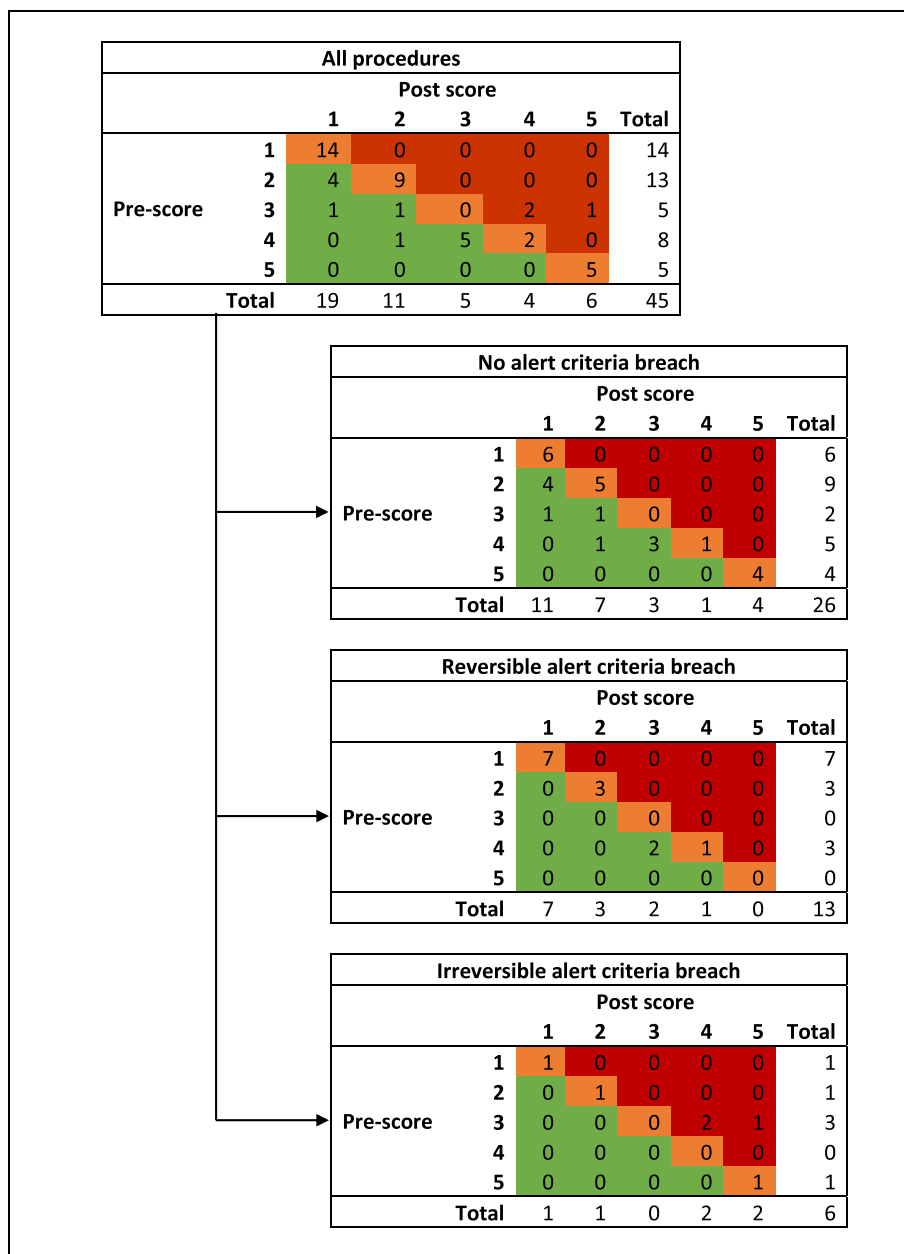 All procedures
Post score
1 2 3 4 5 Total
1 14 0 0 0 0 14
2 4 9 0 0 0 13
Pre-score 3 1 1 0 2 1 5
4 0 1 5 2 0 8
5 0 0 0 0 5 5
Total 19 11 5 4 6 45
No alert criteria breach
Post score
1 2 3 4 5 Total
1 6 0 0 0 0 6
2 4 5 0 0 0 9
Pre-score 3 1 1 0 0 0 2
4 0 1 3 1 0 5
5 0 0 0 0 4 4
Total 11 7 3 1 4 26
Reversible alert criteria breach
Post score
1 2 3 4 5 Total
1 7 0 0 0 0 7
2 0 3 0 0 0 3
Pre-score 3 0 0 0 0 0 0
4 0 0 2 1 0 3
5 0 0 0 0 0 0
Total 7 3 2 1 0 13
Irreversible alert criteria breach
Post score
1 2 3 4 5 Total
1 1 0 0 0 0 1
2 0 1 0 0 0 1
Pre-score 3 0 0 0 2 1 3
4 0 0 0 0 0 0
5 0 0 0 0 1 1
Total 1 1 0 2 2 6